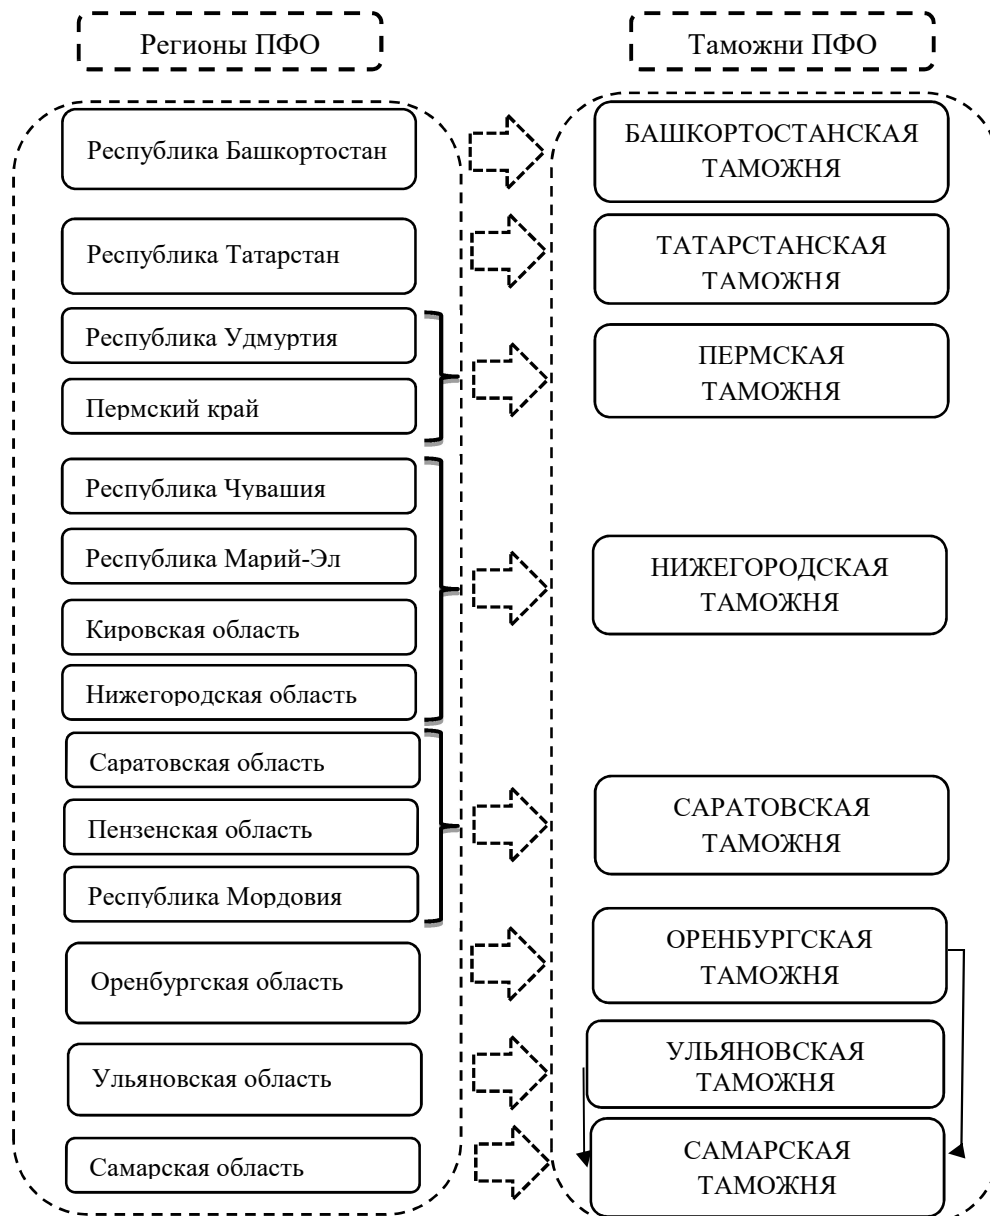 Регионы ПФО
Таможни ПФО
Республика Башкортостан
БАШКОРТОСТАНСКАЯ
ТАМОЖНЯ
Республика Татарстан
ТАТАРСТАНСКАЯ
ТАМОЖНЯ
Республика Удмуртия
Пермский край
ПЕРМСКАЯ
ТАМОЖНЯ
Республика Чувашия
Республика Марий-Эл
Кировская область
Нижегородская область
НИЖЕГОРОДСКАЯ
ТАМОЖНЯ
Саратовская область
Пензенская область
Республика Мордовия
САРАТОВСКАЯ
ТАМОЖНЯ
Оренбургская область
ОРЕНБУРГСКАЯ
ТАМОЖНЯ
Ульяновская область
УЛЬЯНОВСКАЯ
ТАМОЖНЯ
Самарская область
САМАРСКАЯ
ТАМОЖНЯ